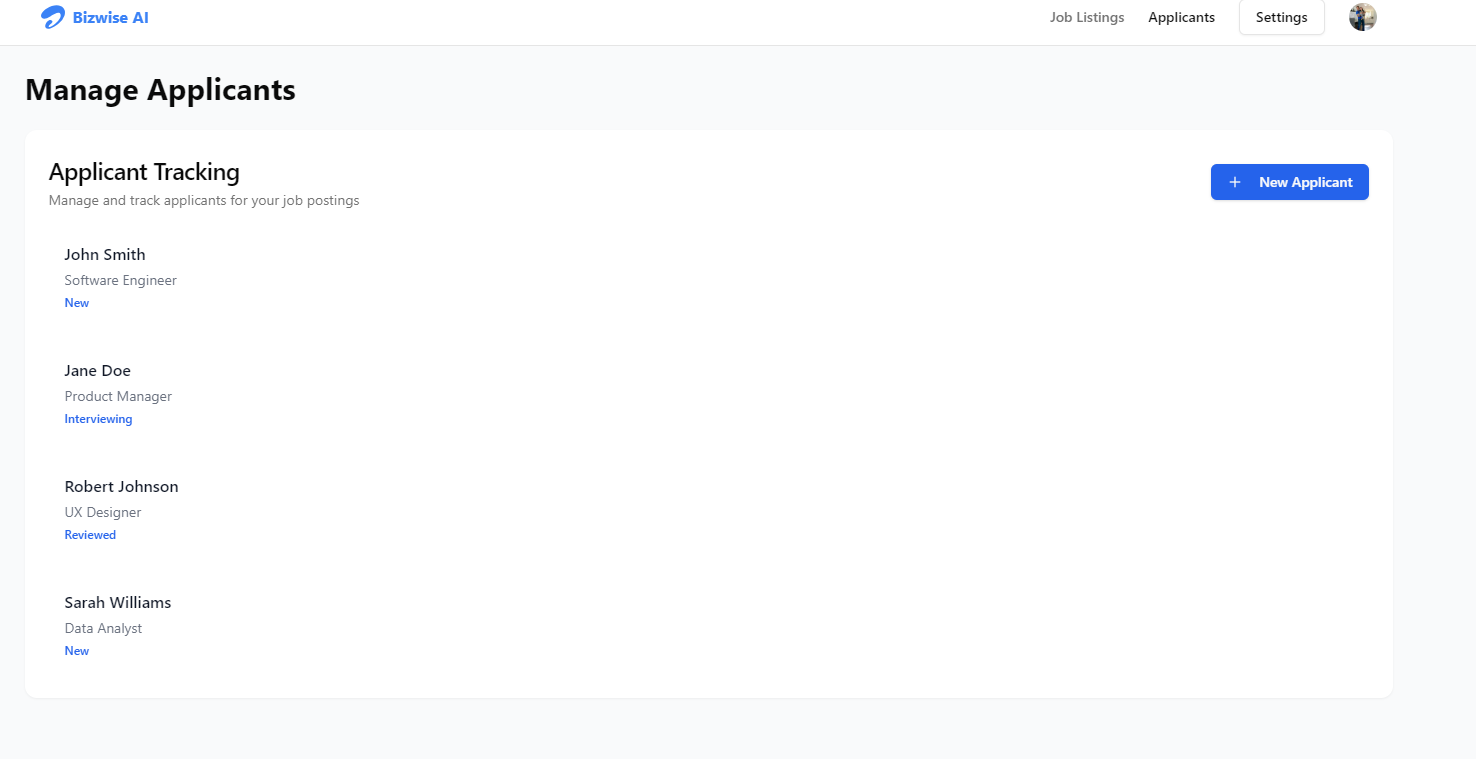 Bizwise AI
Job Listings
Applicants
Settings
Manage Applicants
Applicant Tracking
Manage and track applicants for your job postings
+ New Applicant
John Smith
Software Engineer
New
Jane Doe
Product Manager
Interviewing
Robert Johnson
UX Designer
Reviewed
Sarah Williams
Data Analyst
New